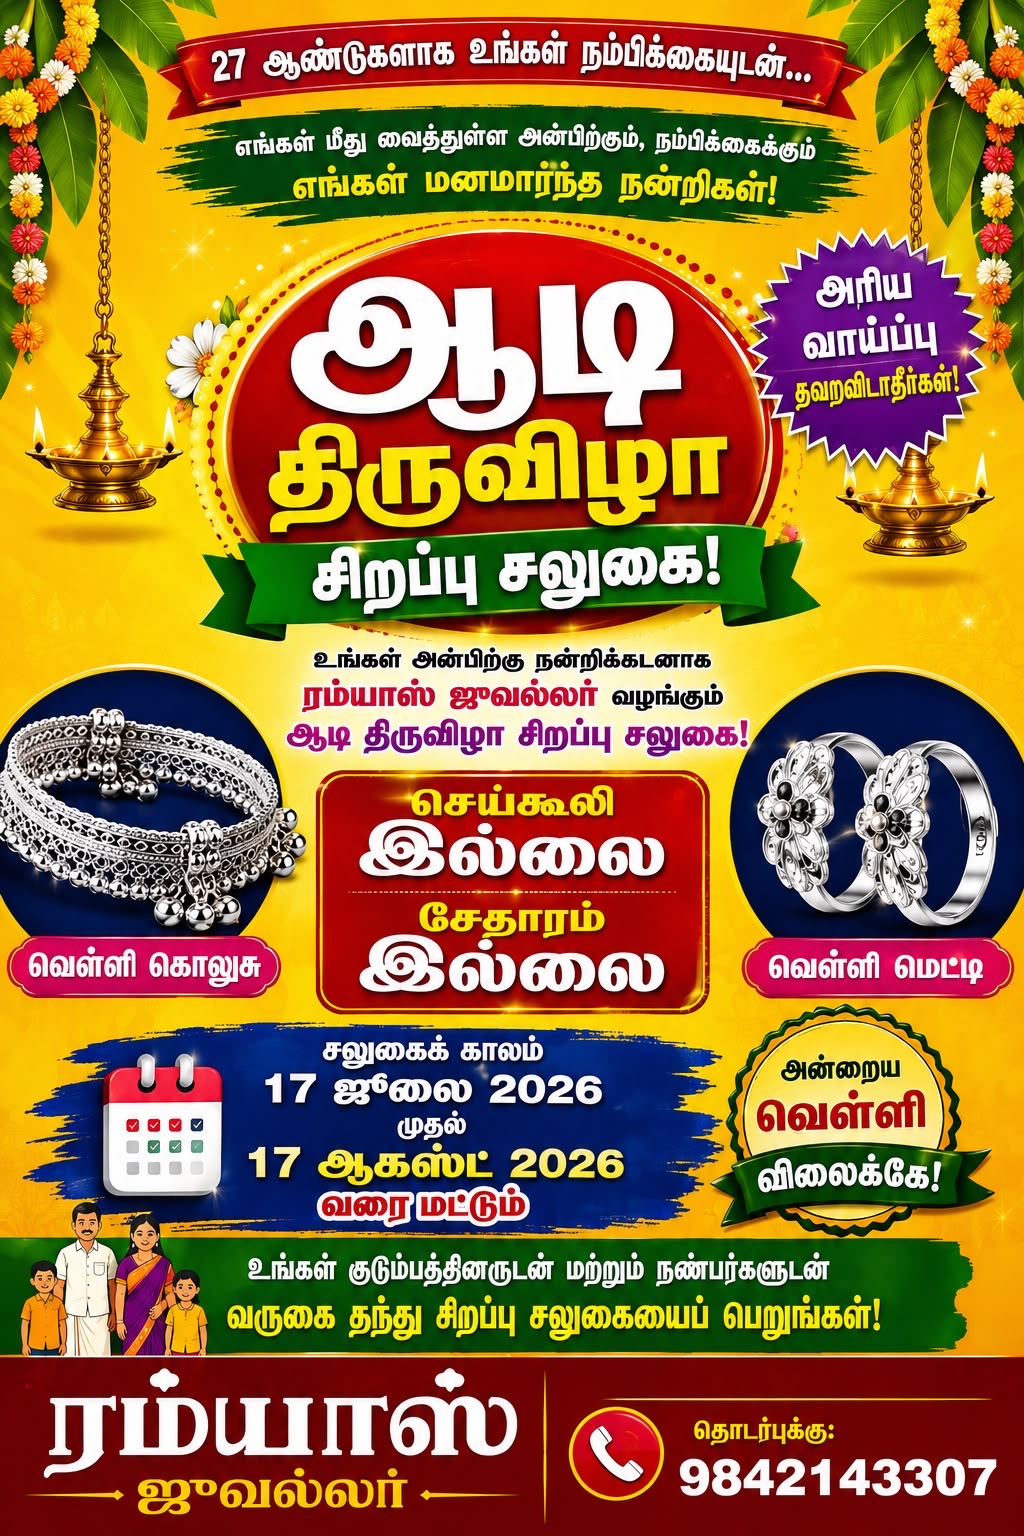 27 ஆண்டுகளாக உங்கள் நம்பிக்கையுடன்...
எங்கள் மீது வைத்துள்ள அன்பிற்கும், நம்பிக்கைக்கும்
எங்கள் மனமார்ந்த நன்றிகள்!
ஆடி
திருவிழா
சிறப்பு சலுகை!
அரிய
வாய்ப்பு
தவறவிடாதீர்கள்!
உங்கள் அன்பிற்கு நன்றிக்கடனாக
ரம்யாஸ் ஜுவல்லர் வழங்கும்
ஆடி திருவிழா சிறப்பு சலுகை!
செய்கூலி
இல்லை
சேதாரம்
இல்லை
வெள்ளி கொலுசு
வெள்ளி மெட்டி
சலுகைக் காலம்
17 ஜூலை 2026
முதல்
17 ஆகஸ்ட் 2026
வரை மட்டும்
அன்றைய
வெள்ளி
விலைக்கே!
உங்கள் குடும்பத்தினருடன் மற்றும் நண்பர்களுடன்
வருகை தந்து சிறப்பு சலுகையைப் பெறுங்கள்!
ரம்யாஸ்
ஜுவல்லர்
தொடர்புக்கு:
9842143307